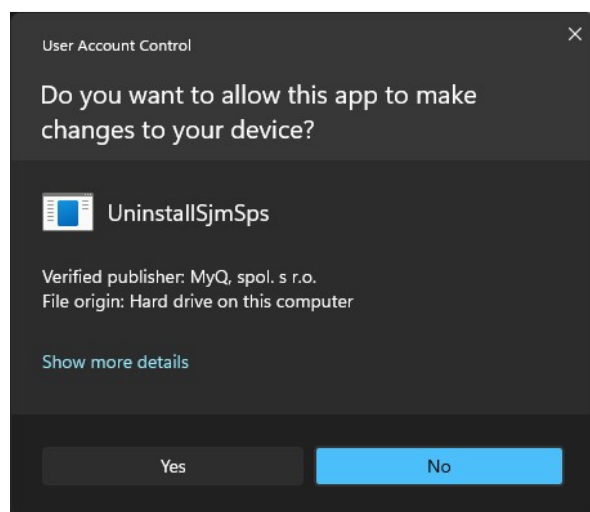 User Account Control
Do you want to allow this app to make
changes to your device?
UninstallSjmSps
Verified publisher: MyQ, spol. s r.o.
File origin: Hard drive on this computer
Show more details
Yes
No